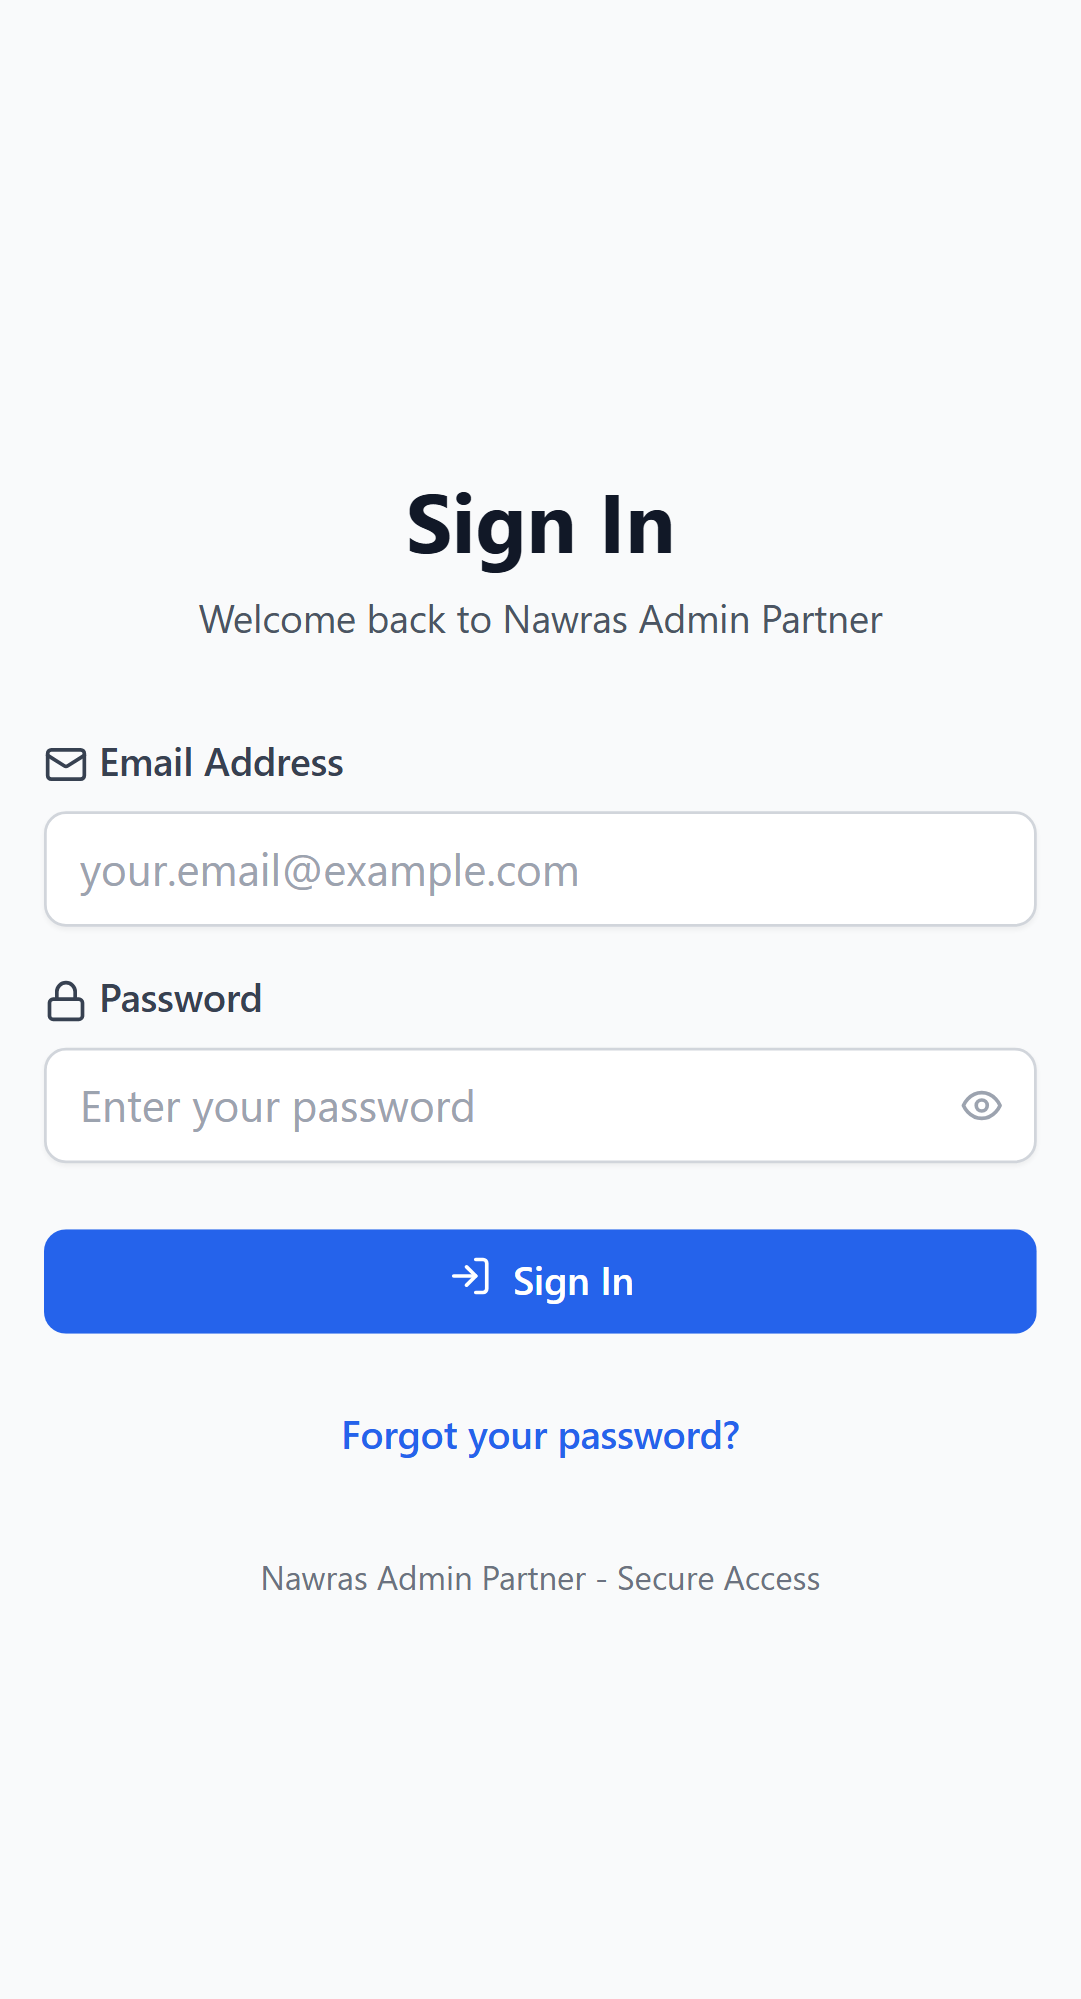 Sign In
Welcome back to Nawras Admin Partner
Email Address
your.email@example.com
Password
Enter your password
Sign In
Forgot your password?
Nawras Admin Partner - Secure Access